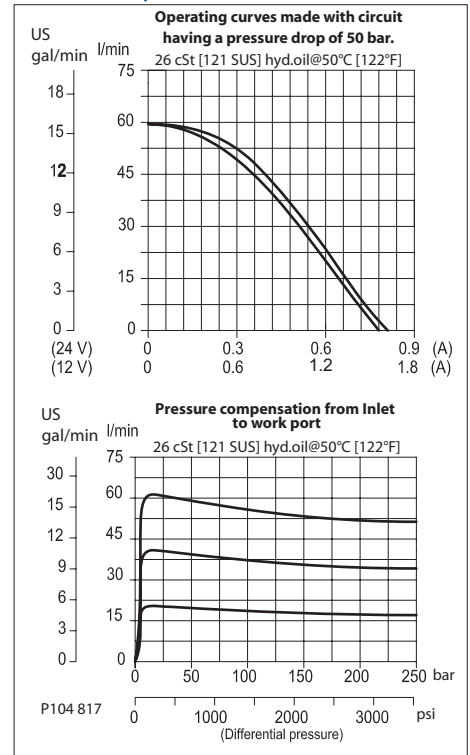 Operating curves made with circuit
having a pressure drop of 50 bar.
26 cSt [121 SUS] hyd.oil@50°C [122°F]
US
gal/min
l/min
75
18
60
15
12
45
9
30
6
15
3
0
0
(24 V) 0 0.3 0.6 0.9 (A)
(12 V) 0 0.6 1.2 1.8 (A)
Pressure compensation from Inlet
to work port
26 cSt [121 SUS] hyd.oil@50°C [122°F]
US
gal/min
l/min
75
30
60
15
12
45
9
30
6
15
3
0
0
0 50 100 150 200 250 bar
P104 817
0 1000 2000 3000 psi
(Differential pressure)